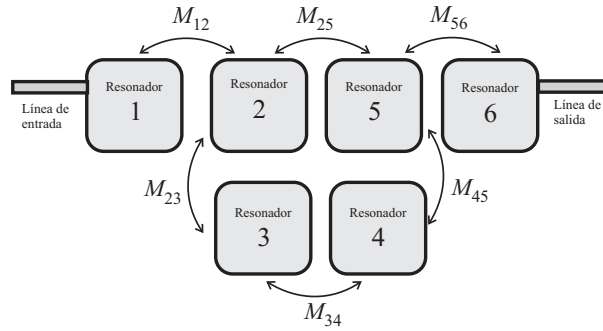 M12
M25
M56
Resonador
1
Resonador
2
Resonador
5
Resonador
6
Línea de
entrada
Línea de
salida
M23
M45
Resonador
3
Resonador
4
M34